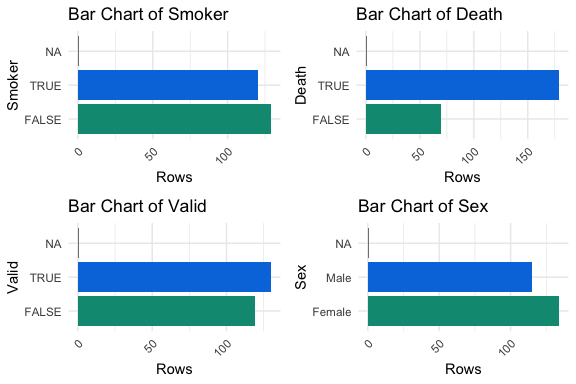 Bar Chart of Smoker
Smoker
NA
TRUE
FALSE
0
50
100
Rows
Bar Chart of Death
Death
NA
TRUE
FALSE
0
50
100
150
Rows
Bar Chart of Valid
Valid
NA
TRUE
FALSE
0
50
100
Rows
Bar Chart of Sex
Sex
NA
Male
Female
0
50
100
Rows